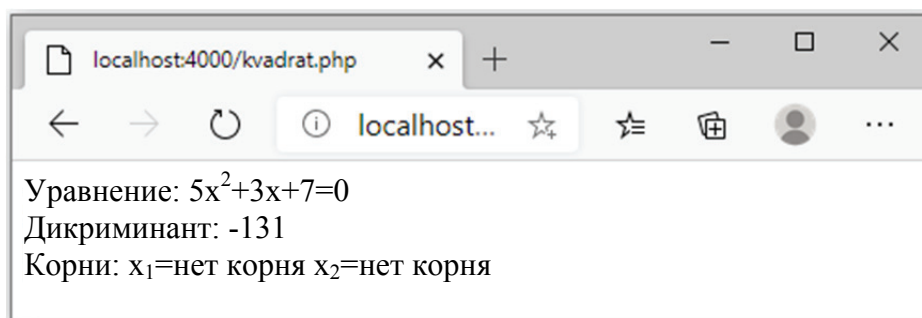 localhost:4000/kvadrat.php
localhost...
Уравнение: 5x²+3x+7=0
Дикриминант: -131
Корни: x₁=нет корня x₂=нет корня